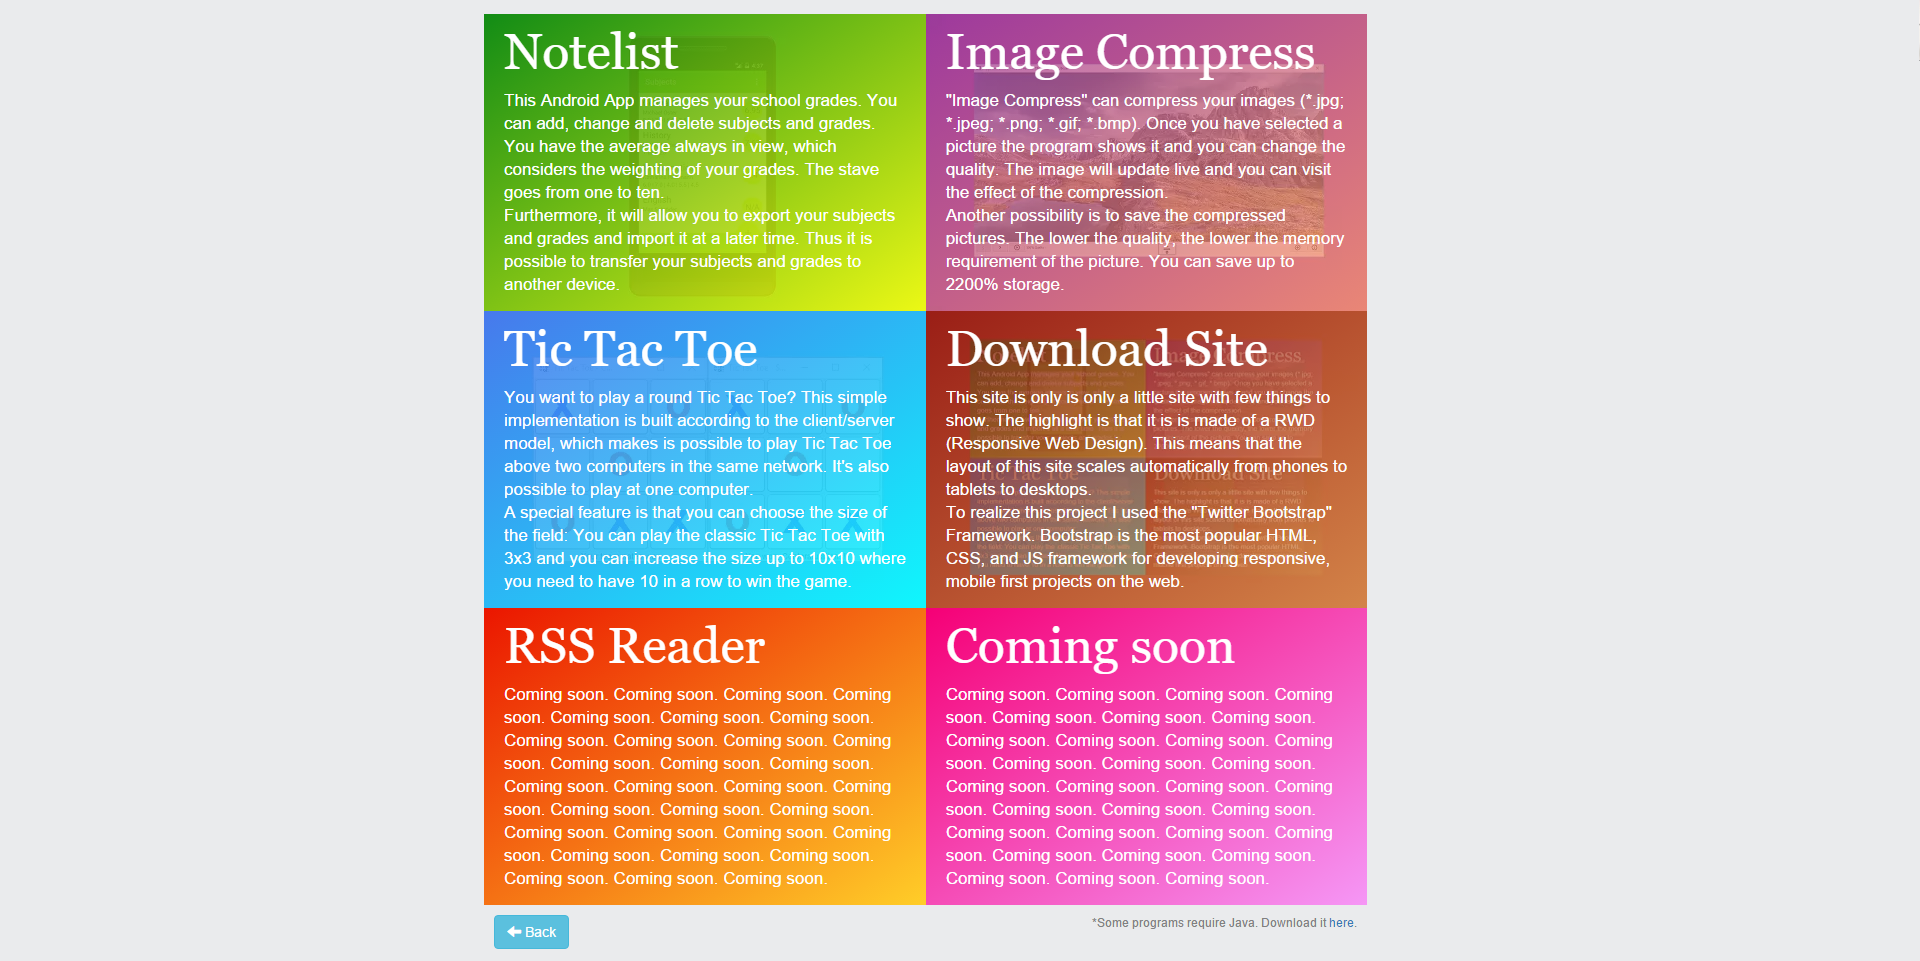 Notelist
This Android App manages your school grades. You
can add, change and delete subjects and grades.
You have the average always in view, which
considers the weighting of your grades. The stave
goes from one to ten.
Furthermore, it will allow you to export your subjects
and grades and import it at a later time. Thus it is
possible to transfer your subjects and grades to
another device.
Image Compress
"Image Compress" can compress your images (*.jpg;
*.jpeg; *.png; *.gif; *.bmp). Once you have selected a
picture the program shows it and you can change the
quality. The image will update live and you can visit
the effect of the compression.
Another possibility is to save the compressed
pictures. The lower the quality, the lower the memory
requirement of the picture. You can save up to
2200% storage.
Tic Tac Toe
You want to play a round Tic Tac Toe? This simple
implementation is built according to the client/server
model, which makes is possible to play Tic Tac Toe
above two computers in the same network. It's also
possible to play at one computer.
A special feature is that you can choose the size of
the field: You can play the classic Tic Tac Toe with
3x3 and you can increase the size up to 10x10 where
you need to have 10 in a row to win the game.
Download Site
This site is only is only a little site with few things to
show. The highlight is that it is is made of a RWD
(Responsive Web Design). This means that the
layout of this site scales automatically from phones to
tablets to desktops.
To realize this project I used the "Twitter Bootstrap"
Framework. Bootstrap is the most popular HTML,
CSS, and JS framework for developing responsive,
mobile first projects on the web.
RSS Reader
Coming soon. Coming soon. Coming soon. Coming
soon. Coming soon. Coming soon. Coming soon.
Coming soon. Coming soon. Coming soon. Coming
soon. Coming soon. Coming soon. Coming soon.
Coming soon. Coming soon. Coming soon. Coming
soon. Coming soon. Coming soon. Coming soon.
Coming soon. Coming soon. Coming soon. Coming
soon. Coming soon. Coming soon. Coming soon.
Coming soon. Coming soon. Coming soon.
Coming soon
Coming soon. Coming soon. Coming soon. Coming
soon. Coming soon. Coming soon. Coming soon.
Coming soon. Coming soon. Coming soon. Coming
soon. Coming soon. Coming soon. Coming soon.
Coming soon. Coming soon. Coming soon. Coming
soon. Coming soon. Coming soon. Coming soon.
Coming soon. Coming soon. Coming soon. Coming
soon. Coming soon. Coming soon. Coming soon.
Coming soon. Coming soon. Coming soon.
Back
*Some programs require Java. Download it here.